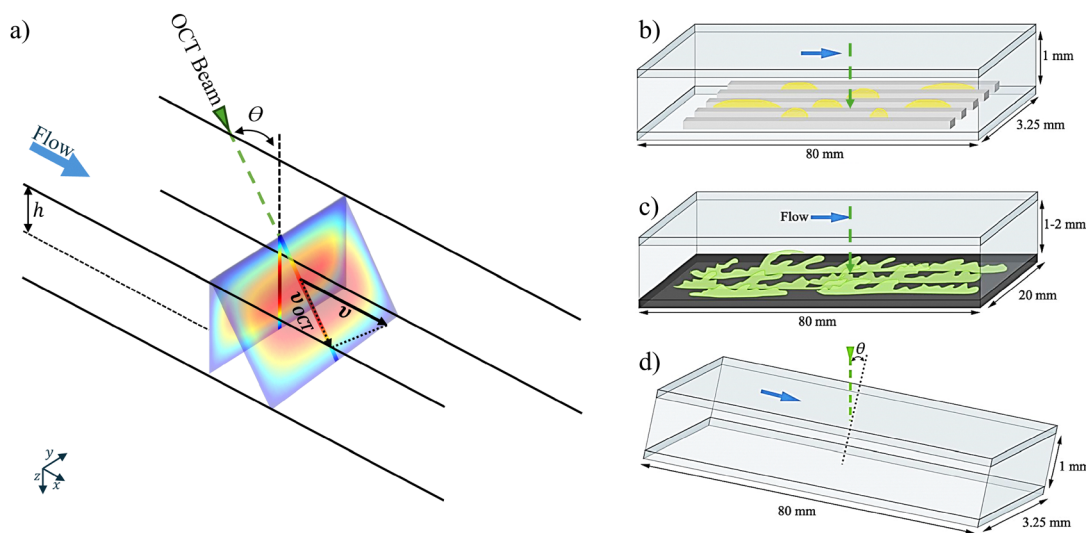 a)
OCT Beam
θ
Flow
h
υ OCT
υ
y
z
x
b)
1 mm
3.25 mm
80 mm
c)
Flow
1-2 mm
20 mm
80 mm
d)
θ
1 mm
80 mm
3.25 mm